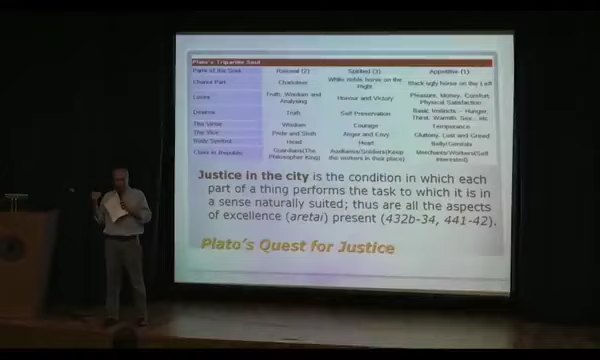 Plato's Tripartite Soul
Parts of the Soul Rational (2) Spirited (3) Appetitive (1)
Chariot Part Charioteer White noble horse on the Right Black ugly horse on the Left
Loves Truth, Wisdom and Analyzing Honour and Victory Pleasure, Money, Comfort, Physical Satisfaction
Desires Truth Self Preservation Basic Instincts - Hunger, Thirst, Warmth, Sex.. etc
The Virtue Wisdom Courage Temperance
The Vice Pride and Sloth Anger and Envy Gluttony, Lust and Greed
Body Symbol Head Heart Belly/Genitals
Class in Republic Guardians(The Philosopher King) Auxiliaries/Soldiers(Keep the workers in their place) Merchants/Workers(Self interested)
Justice in the city is the condition in which each
part of a thing performs the task to which it is in
a sense naturally suited; thus are all the aspects
of excellence (aretai) present (432b-34, 441-42).
Plato's Quest for Justice